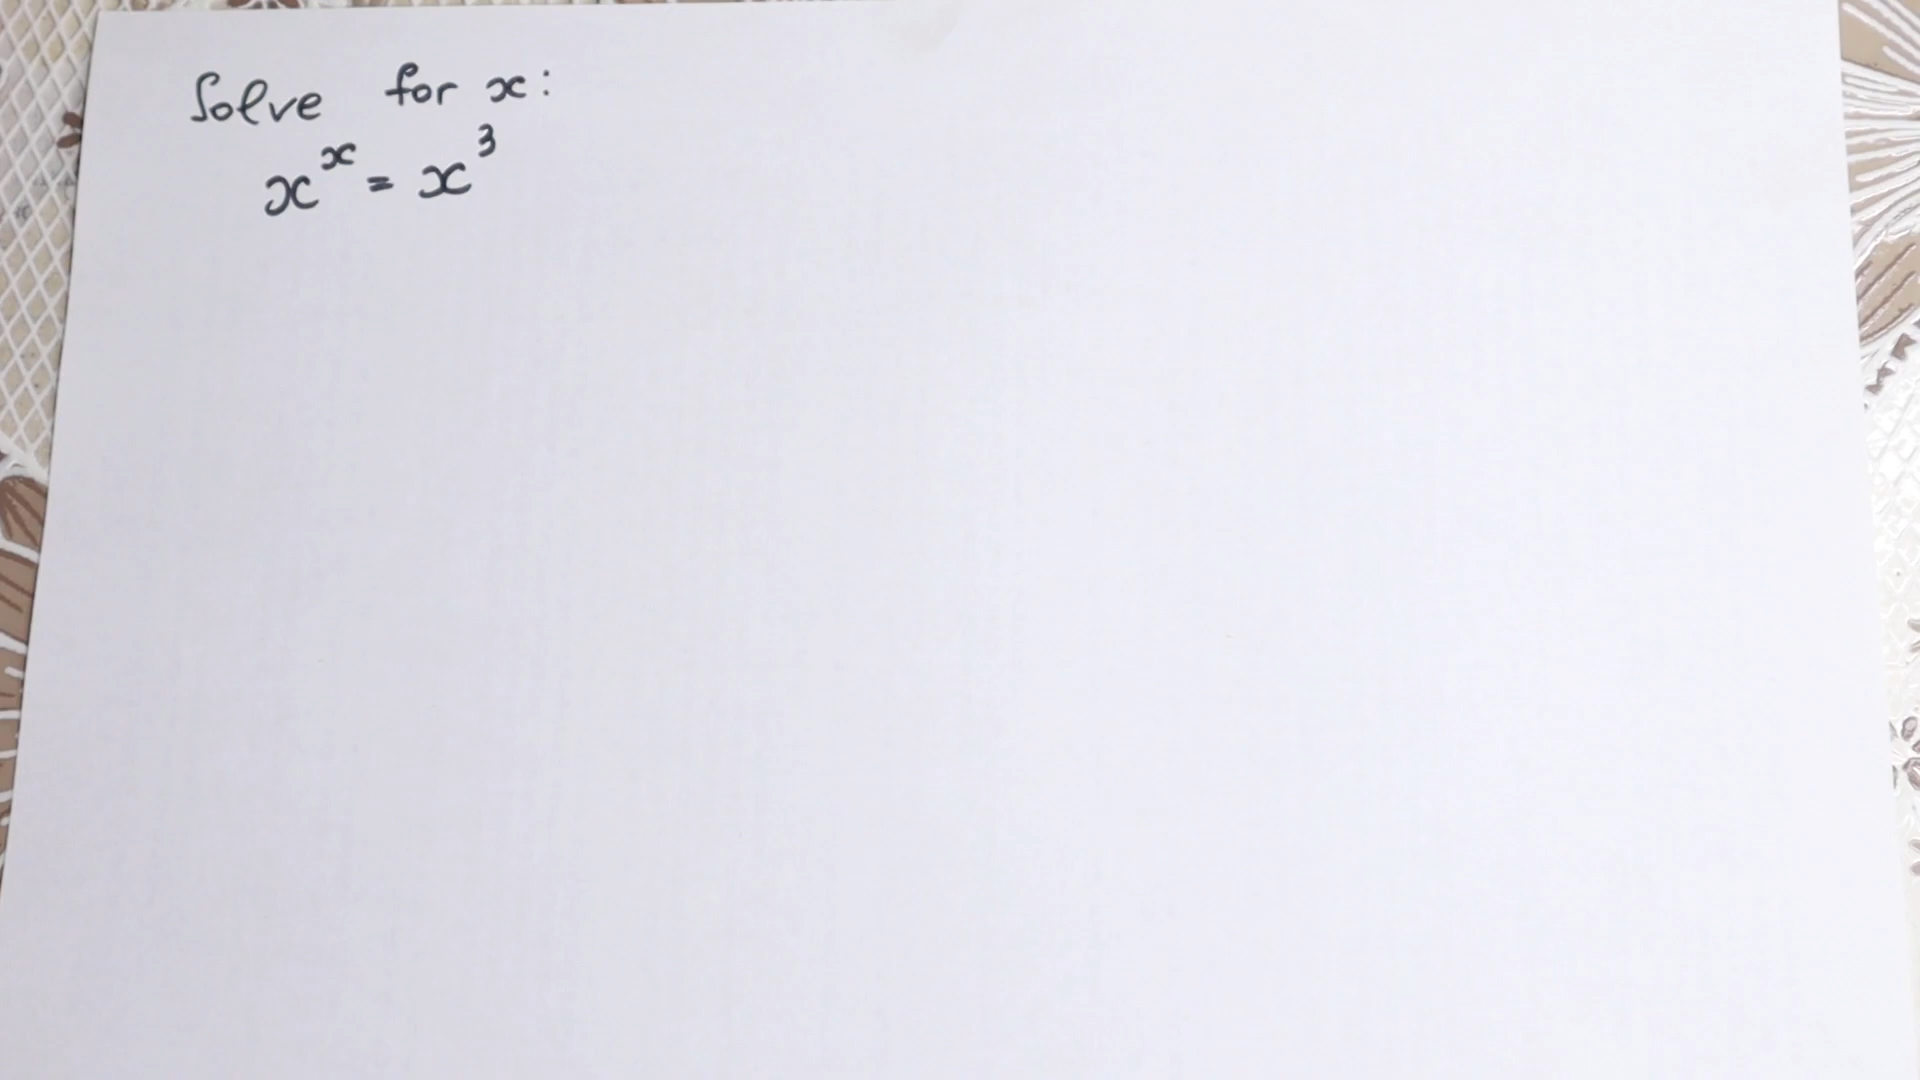 Solve for x:
x^x = x^3